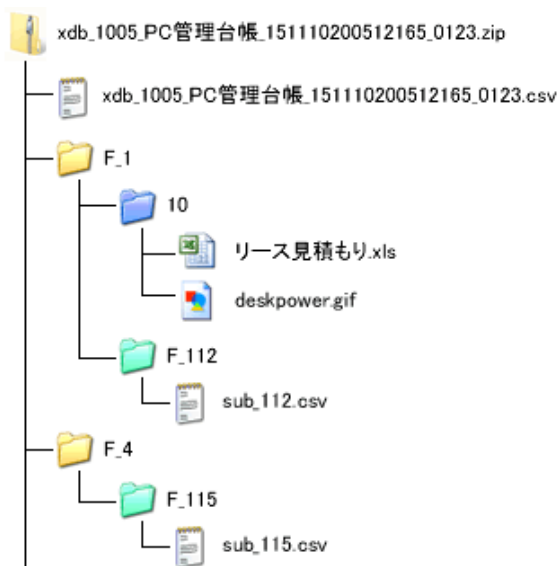 xdb_1005_PC管理台帳_151110200512165_0123.zip
xdb_1005_PC管理台帳_151110200512165_0123.csv
F_1
10
リース見積もり.xls
deskpower.gif
F_112
sub_112.csv
F_4
F_115
sub_115.csv